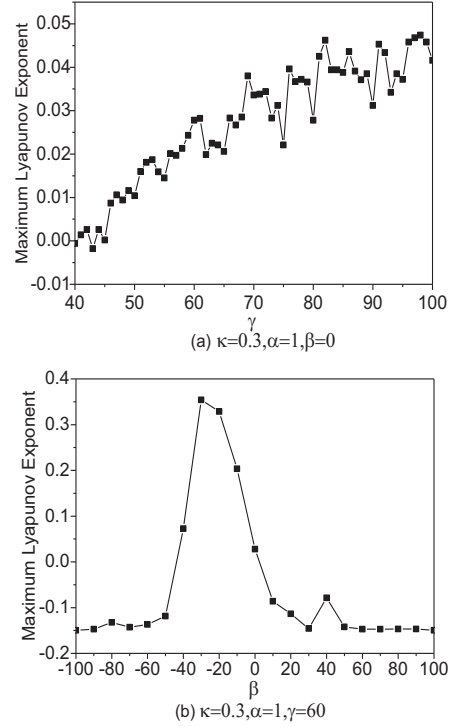 0.05
0.04
0.03
0.02
0.01
0.00
-0.01
Maximum Lyapunov Exponent
40 50 60 70 80 90 100
γ
(a) κ=0.3,α=1,β=0
0.4
0.3
0.2
0.1
0.0
-0.1
-0.2
Maximum Lyapunov Exponent
-100 -80 -60 -40 -20 0 20 40 60 80 100
β
(b) κ=0.3,α=1,γ=60